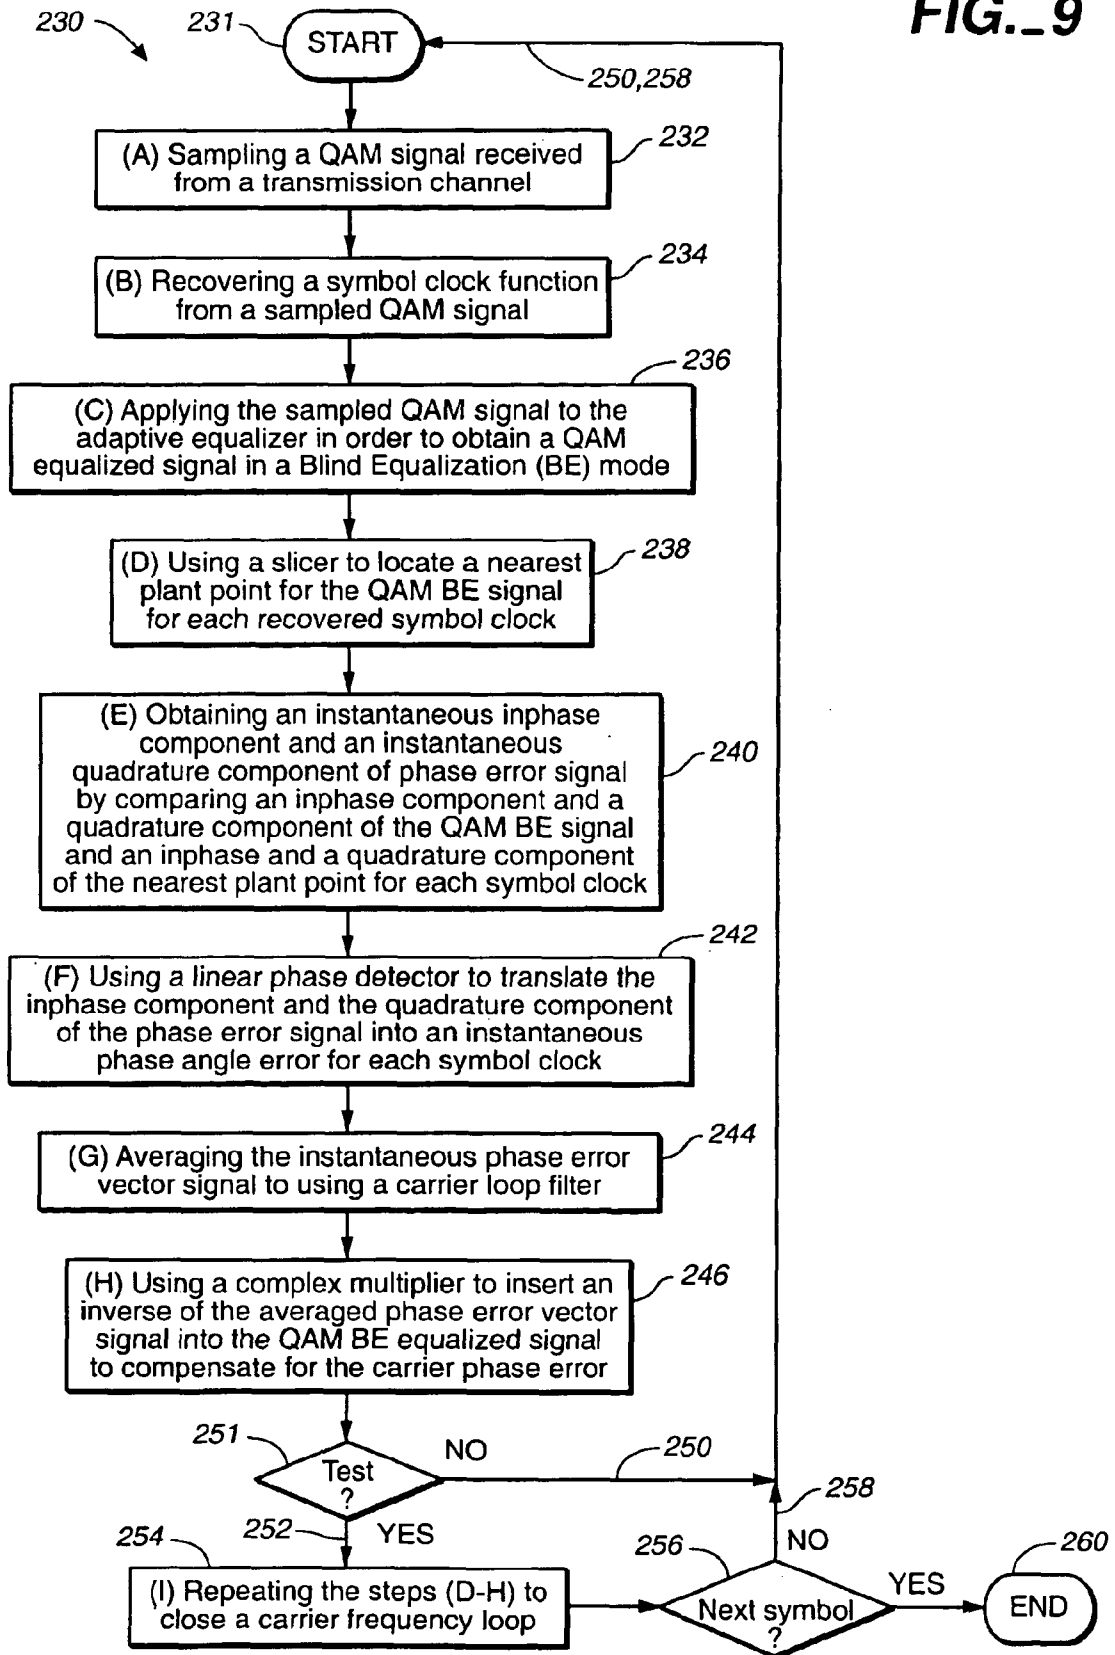 230
231
START
FIG._9
250,258
232
(A) Sampling a QAM signal received
from a transmission channel
234
(B) Recovering a symbol clock function
from a sampled QAM signal
236
(C) Applying the sampled QAM signal to the
adaptive equalizer in order to obtain a QAM
equalized signal in a Blind Equalization (BE) mode
238
(D) Using a slicer to locate a nearest
plant point for the QAM BE signal
for each recovered symbol clock
240
(E) Obtaining an instantaneous inphase
component and an instantaneous
quadrature component of phase error signal
by comparing an inphase component and a
quadrature component of the QAM BE signal
and an inphase and a quadrature component
of the nearest plant point for each symbol clock
242
(F) Using a linear phase detector to translate the
inphase component and the quadrature component
of the phase error signal into an instantaneous
phase angle error for each symbol clock
244
(G) Averaging the instantaneous phase error
vector signal to using a carrier loop filter
246
(H) Using a complex multiplier to insert an
inverse of the averaged phase error vector
signal into the QAM BE equalized signal
to compensate for the carrier phase error
251
Test
?
NO
250
252
YES
258
254
(I) Repeating the steps (D-H) to
close a carrier frequency loop
256
NO
Next symbol
?
YES
260
END